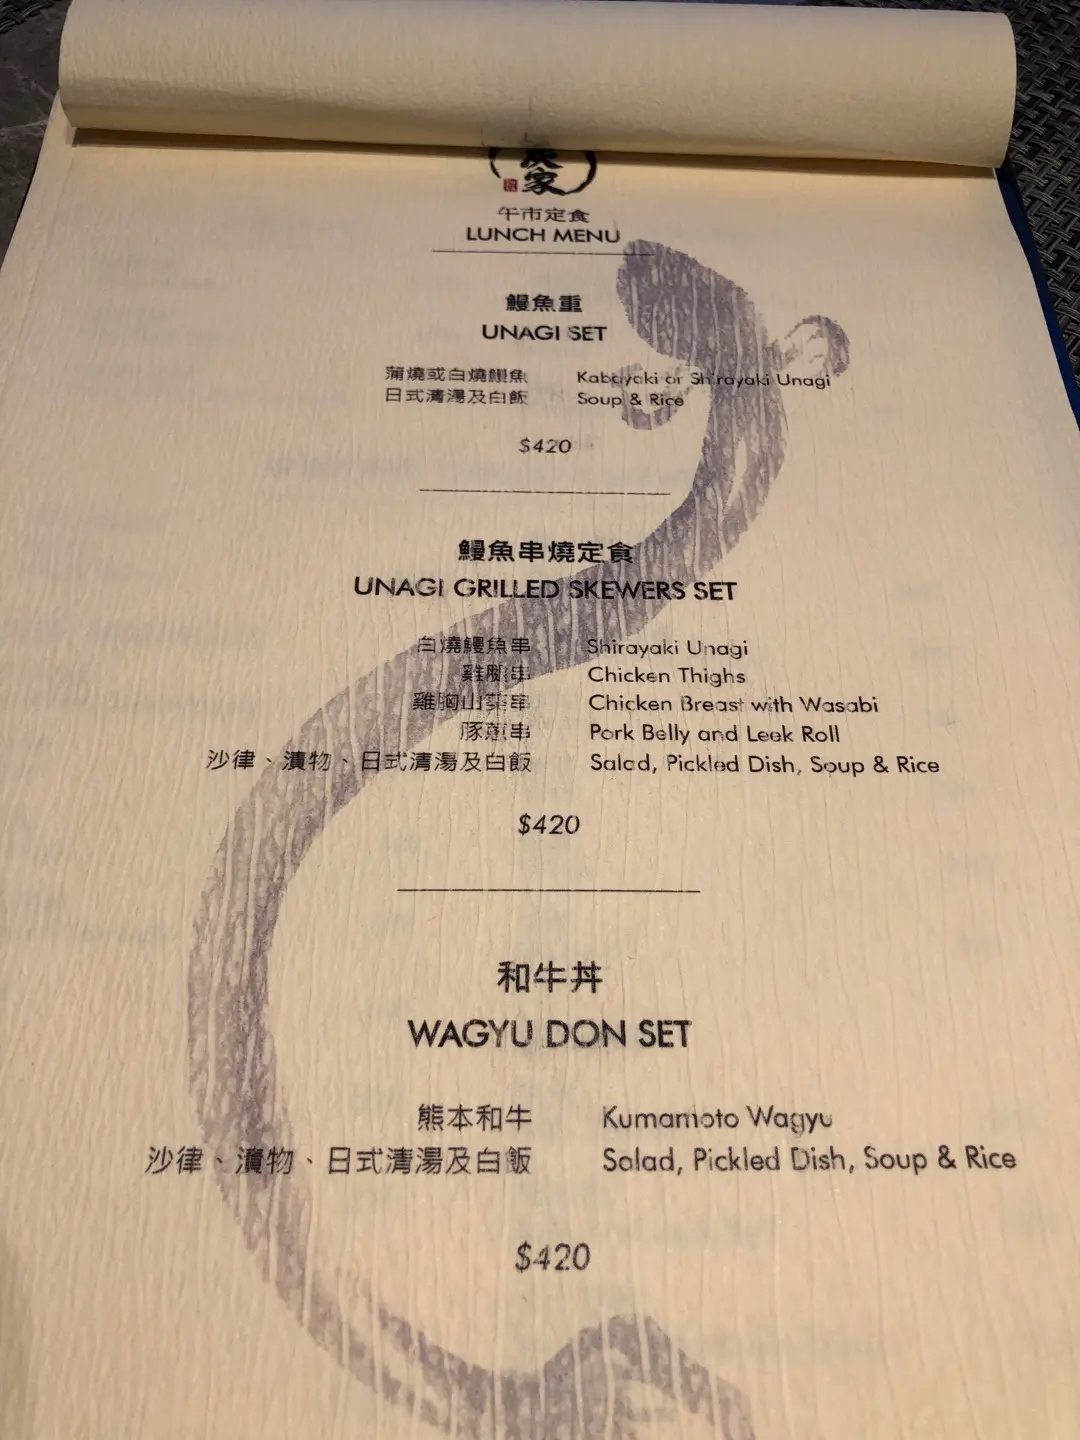 家
午市定食
LUNCH MENU
鰻魚重
UNAGI SET
蒲燒或白燒鰻魚 Kabayaki or Shirayaki Unagi
日式清湯及白飯 Soup & Rice
$420
鰻魚串燒定食
UNAGI GRILLED SKEWERS SET
白燒鰻魚串 Shirayaki Unagi
雞腿串 Chicken Thighs
雞胸山葵串 Chicken Breast with Wasabi
豚蔥串 Pork Belly and Leek Roll
沙律、漬物、日式清湯及白飯 Salad, Pickled Dish, Soup & Rice
$420
和牛丼
WAGYU DON SET
熊本和牛 Kumamoto Wagyu
沙律、漬物、日式清湯及白飯 Salad, Pickled Dish, Soup & Rice
$420